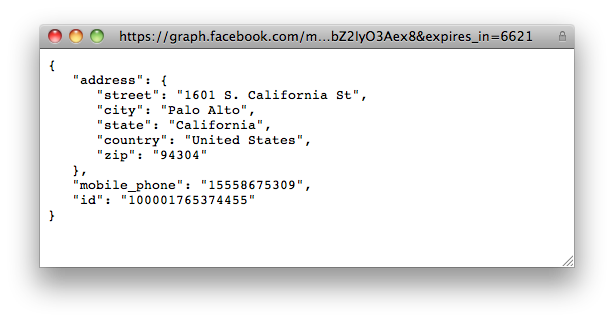 https://graph.facebook.com/m…bZ2IyO3Aex8&expires_in=6621
{
   "address": {
      "street": "1601 S. California St",
      "city": "Palo Alto",
      "state": "California",
      "country": "United States",
      "zip": "94304"
   },
   "mobile_phone": "15558675309",
   "id": "100001765374455"
}